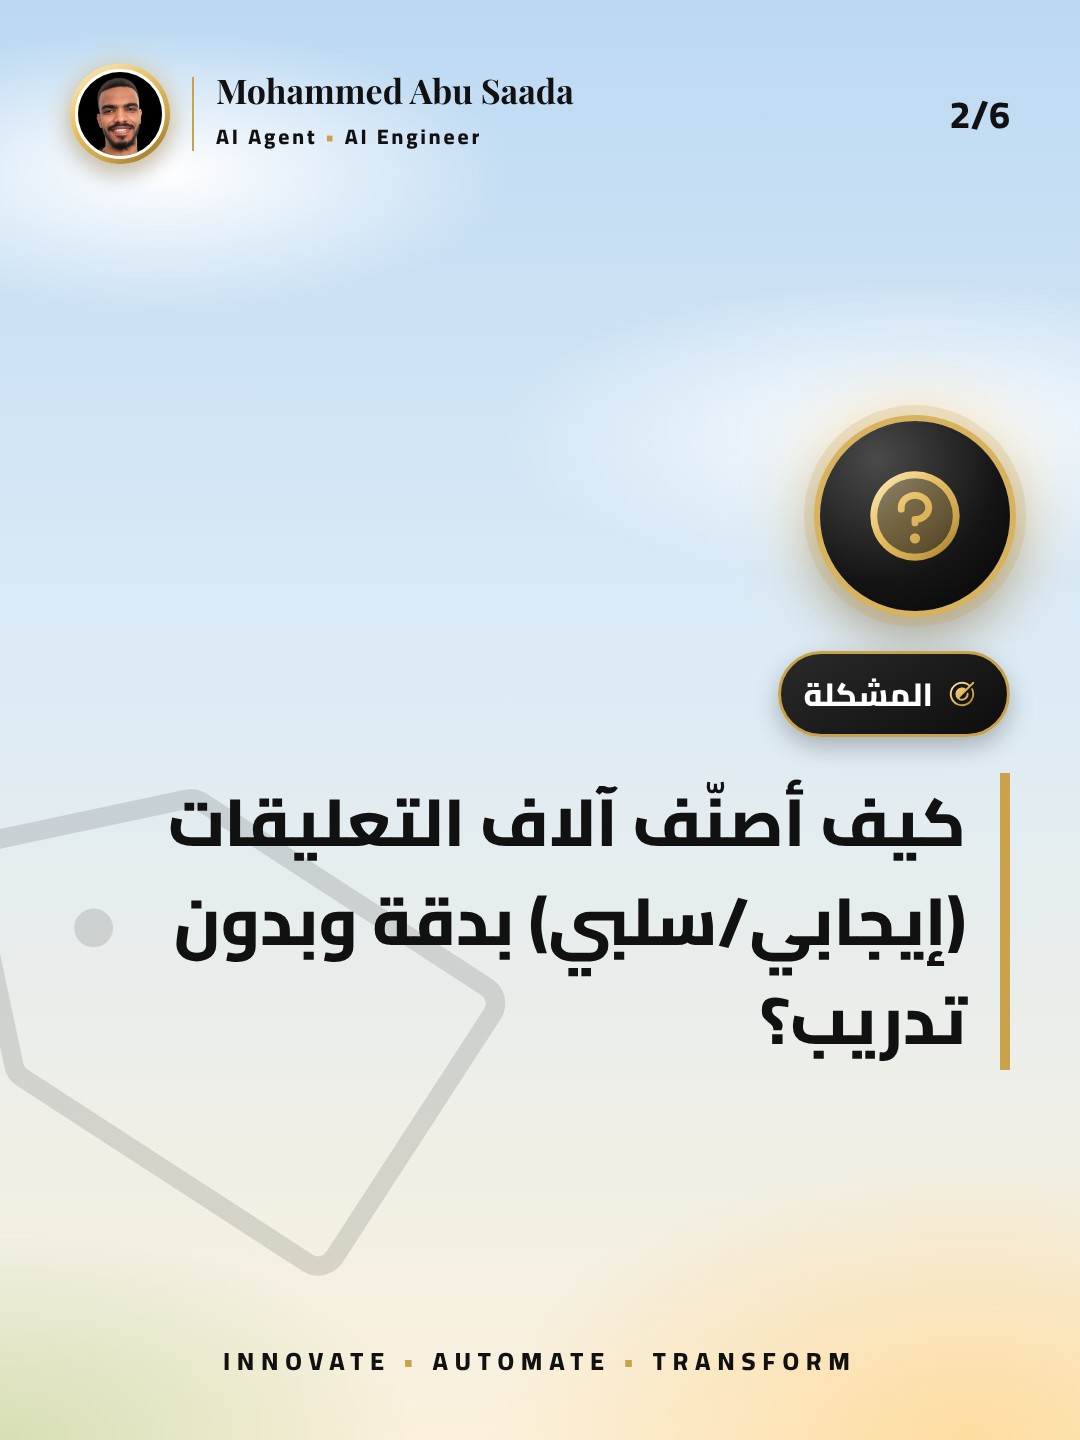 Mohammed Abu Saada
AI Agent ▪ AI Engineer
2/6
المشكلة
كيف أصنّف آلاف التعليقات
(إيجابي/سلبي) بدقة وبدون
تدريب؟
INNOVATE ▪ AUTOMATE ▪ TRANSFORM